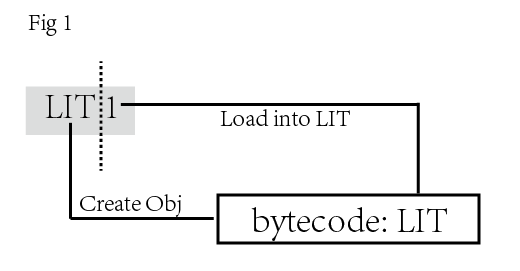 Fig 1
LIT 1
Load into LIT
Create Obj
bytecode: LIT